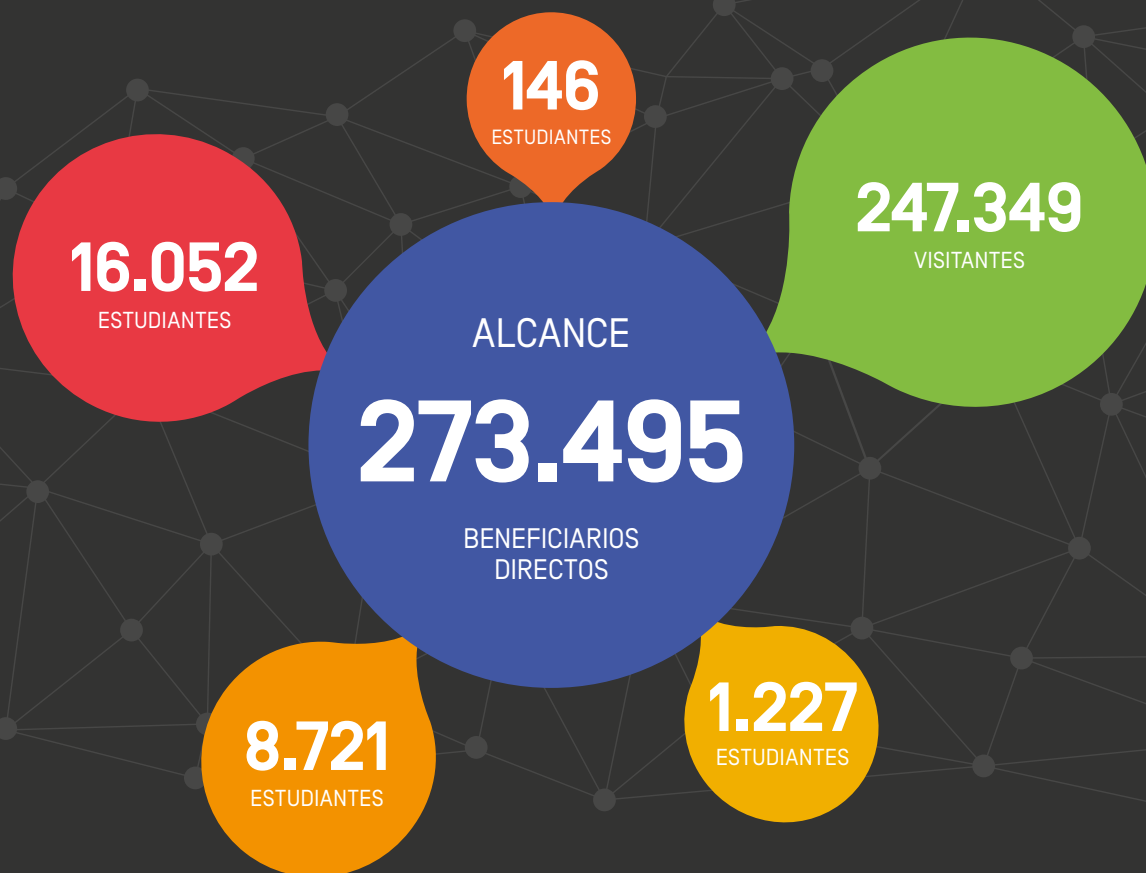 146
ESTUDIANTES
247.349
VISITANTES
16.052
ESTUDIANTES
ALCANCE
273.495
BENEFICIARIOS
DIRECTOS
8.721
ESTUDIANTES
1.227
ESTUDIANTES